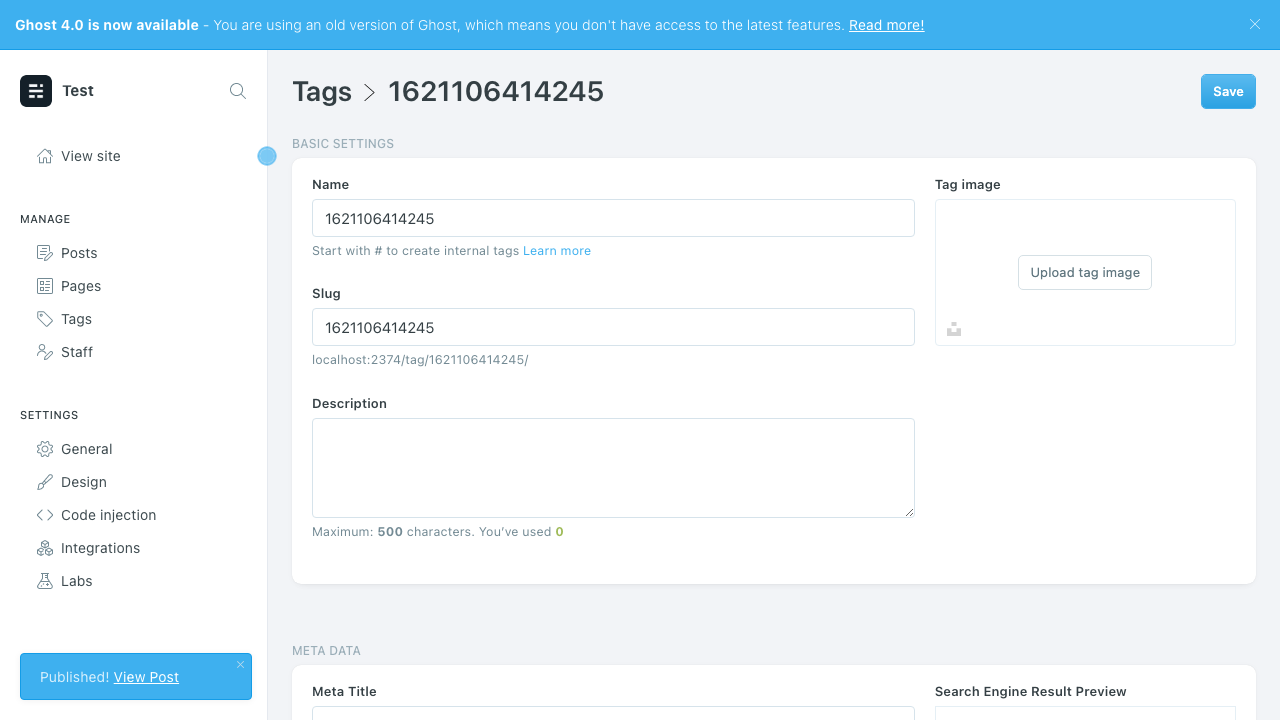 Ghost 4.0 is now available - You are using an old version of Ghost, which means you don't have access to the latest features. Read more!
Test
View site
MANAGE
Posts
Pages
Tags
Staff
SETTINGS
General
Design
Code injection
Integrations
Labs
Published! View Post
Tags > 1621106414245
Save
BASIC SETTINGS
Name
1621106414245
Start with # to create internal tags Learn more
Slug
1621106414245
localhost:2374/tag/1621106414245/
Description
Maximum: 500 characters. You’ve used 0
Tag image
Upload tag image
META DATA
Meta Title
Search Engine Result Preview